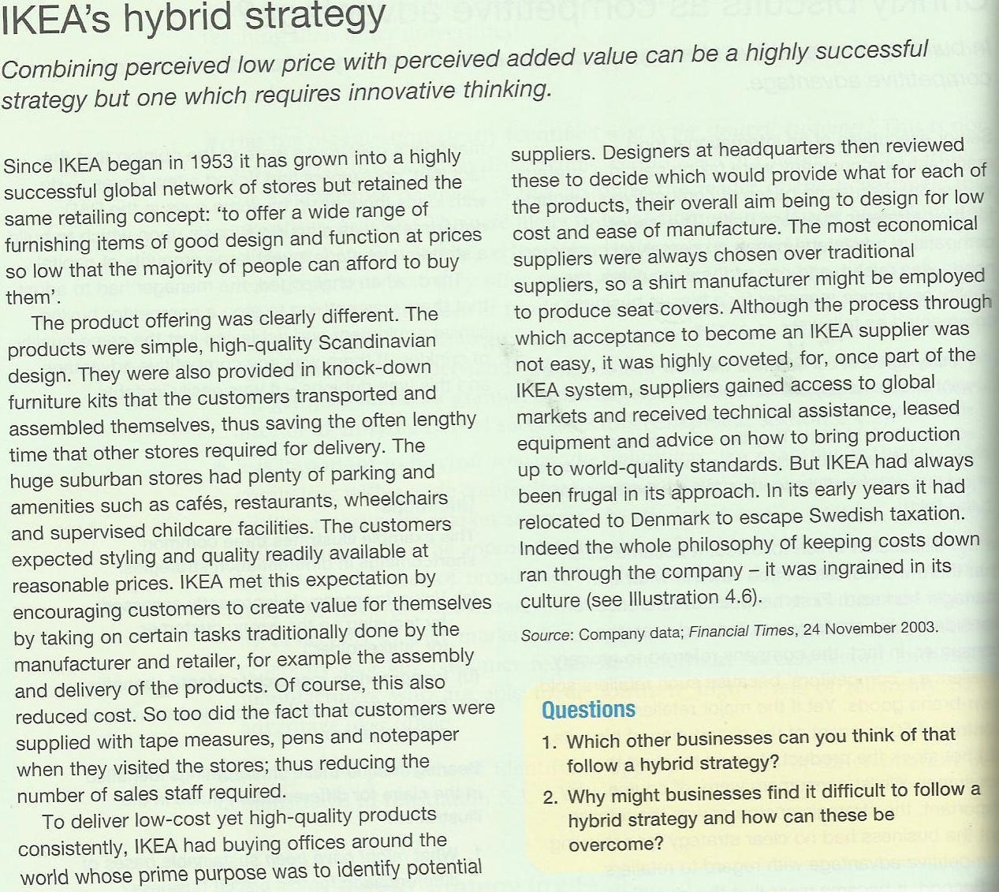 IKEA's hybrid strategy
Combining perceived low price with perceived added value can be a highly successful
strategy but one which requires innovative thinking.
Since IKEA began in 1953 it has grown into a highly
successful global network of stores but retained the
same retailing concept: ‘to offer a wide range of
furnishing items of good design and function at prices
so low that the majority of people can afford to buy
them’.
The product offering was clearly different. The
products were simple, high-quality Scandinavian
design. They were also provided in knock-down
furniture kits that the customers transported and
assembled themselves, thus saving the often lengthy
time that other stores required for delivery. The
huge suburban stores had plenty of parking and
amenities such as cafés, restaurants, wheelchairs
and supervised childcare facilities. The customers
expected styling and quality readily available at
reasonable prices. IKEA met this expectation by
encouraging customers to create value for themselves
by taking on certain tasks traditionally done by the
manufacturer and retailer, for example the assembly
and delivery of the products. Of course, this also
reduced cost. So too did the fact that customers were
supplied with tape measures, pens and notepaper
when they visited the stores; thus reducing the
number of sales staff required.
To deliver low-cost yet high-quality products
consistently, IKEA had buying offices around the
world whose prime purpose was to identify potential
suppliers. Designers at headquarters then reviewed
these to decide which would provide what for each of
the products, their overall aim being to design for low
cost and ease of manufacture. The most economical
suppliers were always chosen over traditional
suppliers, so a shirt manufacturer might be employed
to produce seat covers. Although the process through
which acceptance to become an IKEA supplier was
not easy, it was highly coveted, for, once part of the
IKEA system, suppliers gained access to global
markets and received technical assistance, leased
equipment and advice on how to bring production
up to world-quality standards. But IKEA had always
been frugal in its approach. In its early years it had
relocated to Denmark to escape Swedish taxation.
Indeed the whole philosophy of keeping costs down
ran through the company – it was ingrained in its
culture (see Illustration 4.6).
Source: Company data; Financial Times, 24 November 2003.
Questions
1. Which other businesses can you think of that
follow a hybrid strategy?
2. Why might businesses find it difficult to follow a
hybrid strategy and how can these be
overcome?